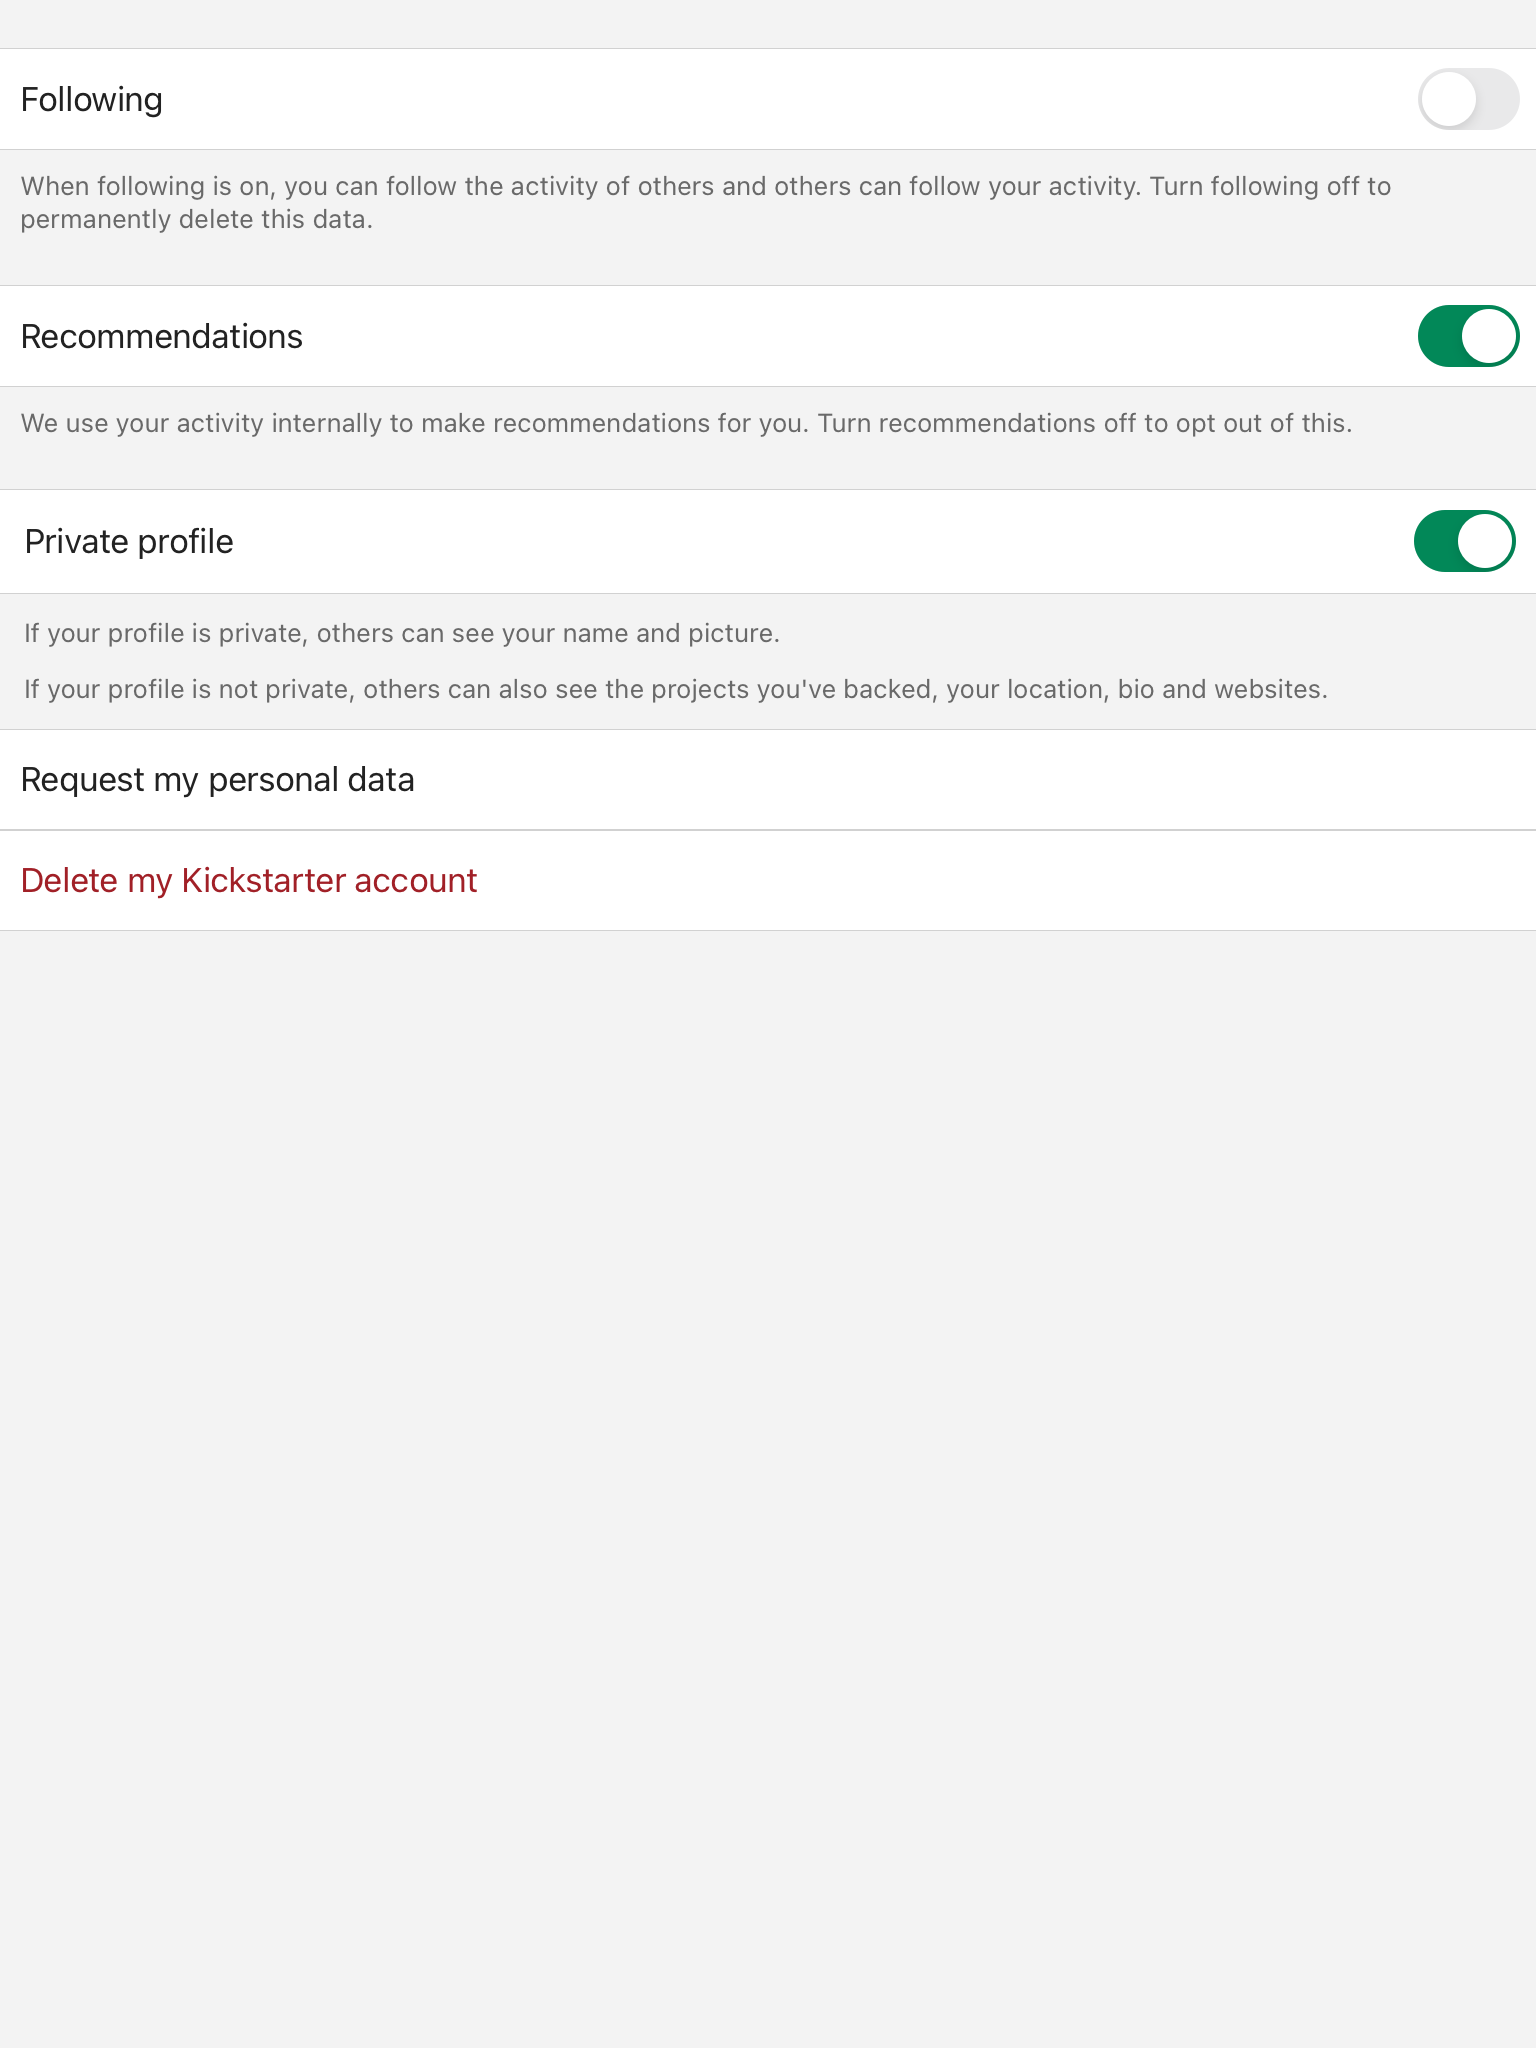 Following
When following is on, you can follow the activity of others and others can follow your activity. Turn following off to
permanently delete this data.
Recommendations
We use your activity internally to make recommendations for you. Turn recommendations off to opt out of this.
Private profile
If your profile is private, others can see your name and picture.
If your profile is not private, others can also see the projects you've backed, your location, bio and websites.
Request my personal data
Delete my Kickstarter account